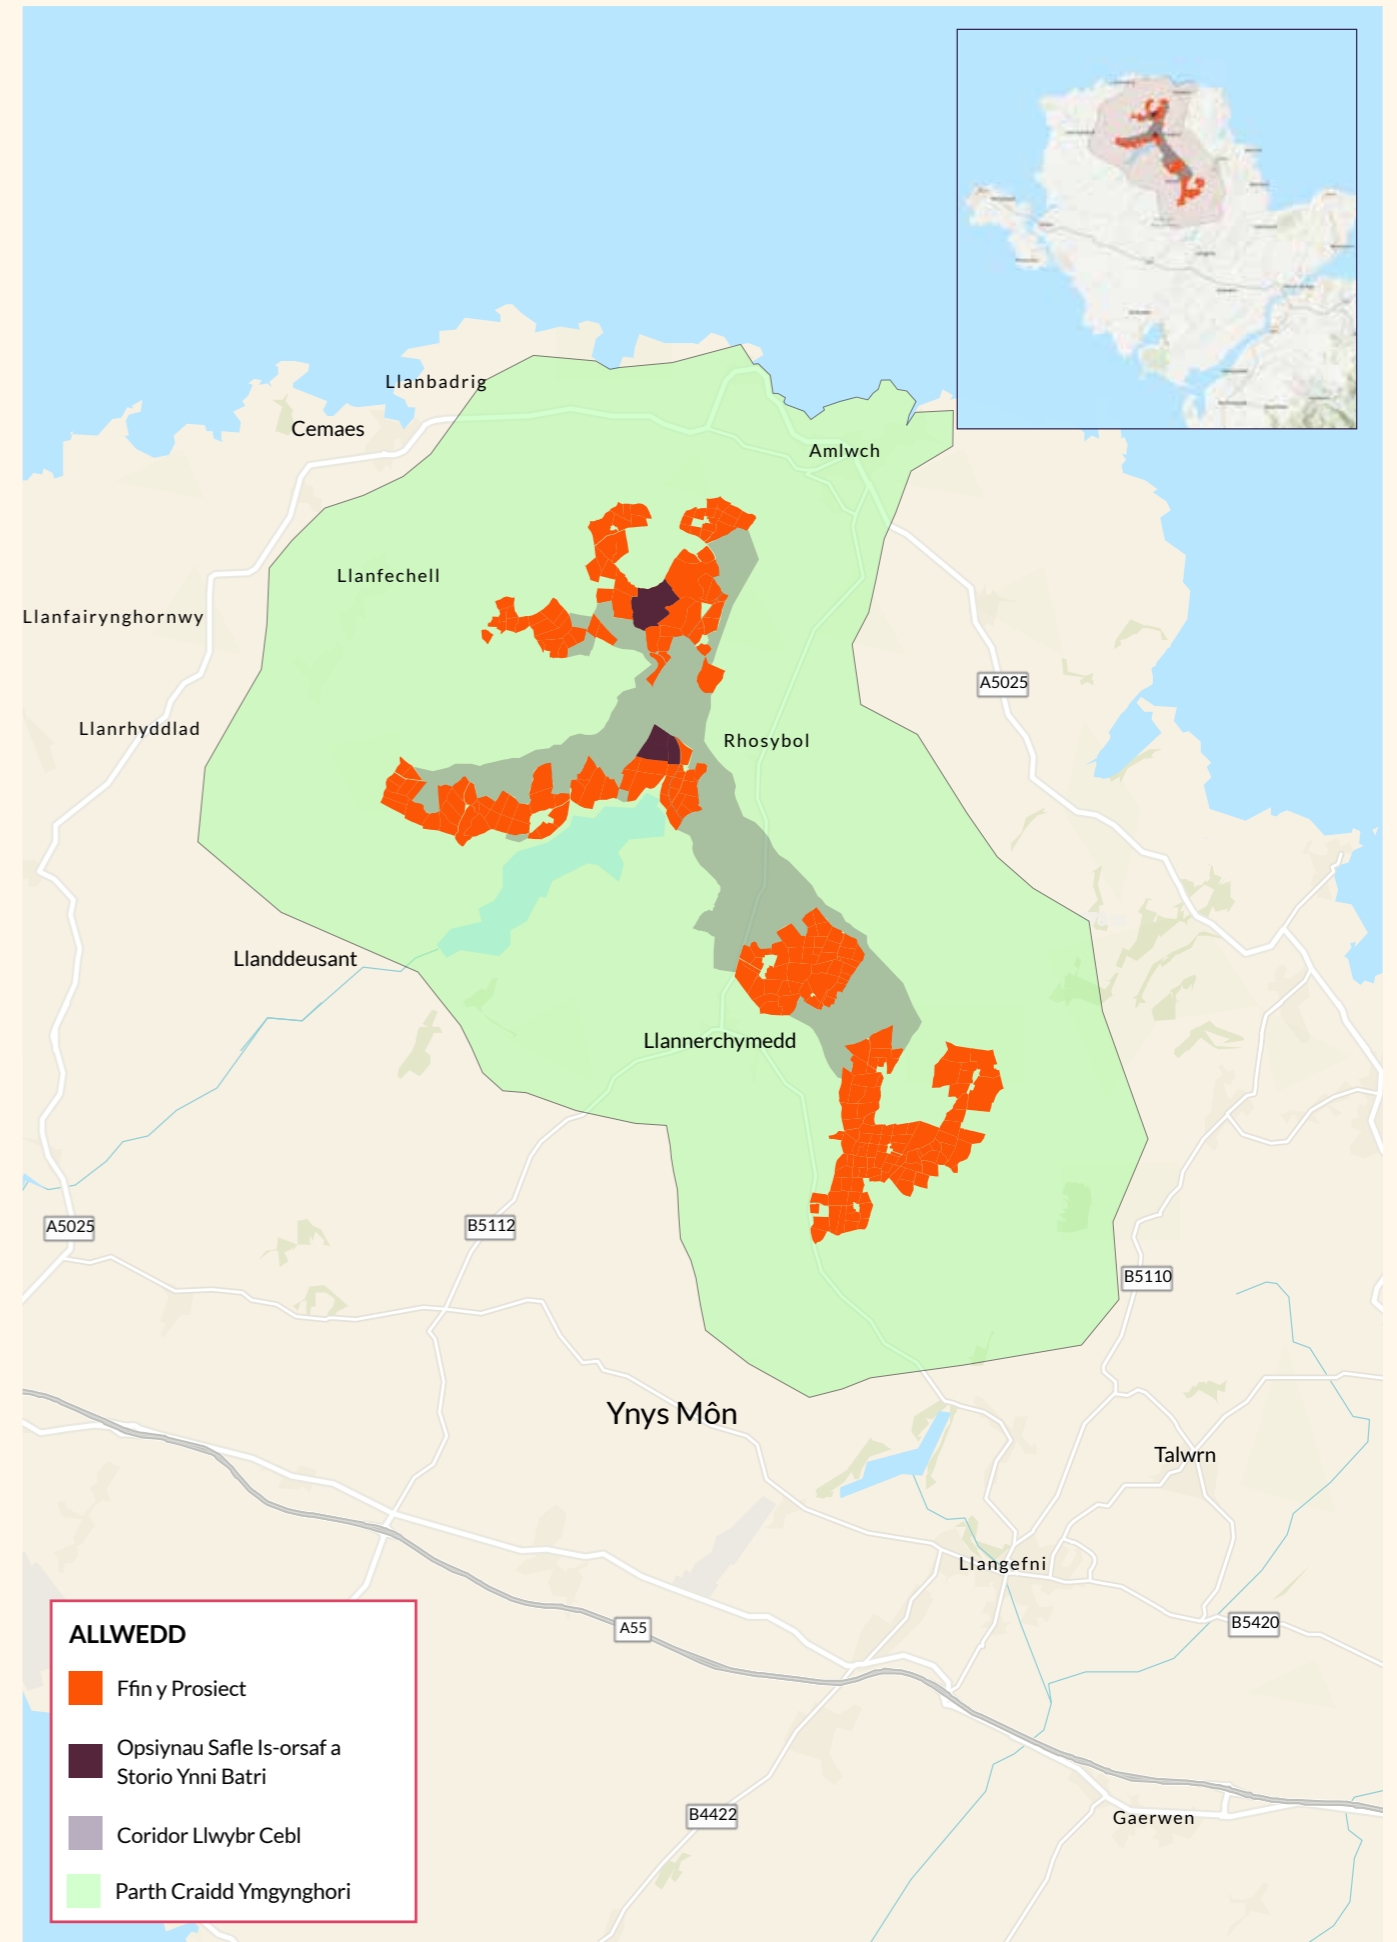 Llanbadrig
Cemaes
Amlwch
Llanfechell
Llanfairynghornwy
A5025
Llanrhyddlad
Rhosybol
Llanddeusant
Llannerchymedd
A5025
B5112
B5110
Ynys Môn
Talwrn
Llangefni
B5420
A55
B4422
Gaerwen
ALLWEDD
Ffin y Prosiect
Opsiynau Safle Is-orsaf a
Storio Ynni Batri
Coridor Llwybr Cebl
Parth Craidd Ymgynghori